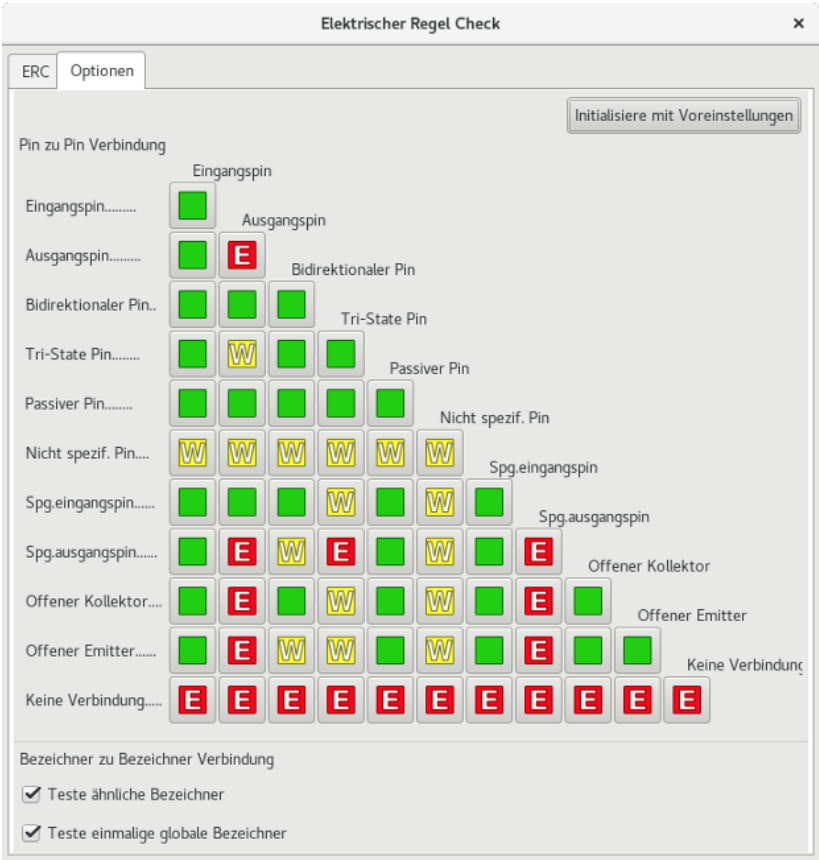 Elektrischer Regel Check ×
ERC Optionen
Initialisiere mit Voreinstellungen
Pin zu Pin Verbindung
Eingangspin
Eingangspin.........
Ausgangspin
Ausgangspin......... E
Bidirektionaler Pin
Bidirektionaler Pin..
Tri-State Pin
Tri-State Pin........ W
Passiver Pin
Passiver Pin........
Nicht spezif. Pin
Nicht spezif. Pin.... W W W W W W
Spg.eingangspin
Spg.eingangspin...... W W
Spg.ausgangspin
Spg.ausgangspin...... E W E W E
Offener Kollektor
Offener Kollektor.... E W W E
Offener Emitter
Offener Emitter...... E W W W E
Keine Verbindung
Keine Verbindung..... E E E E E E E E E E E
Bezeichner zu Bezeichner Verbindung
Teste ähnliche Bezeichner
Teste einmalige globale Bezeichner